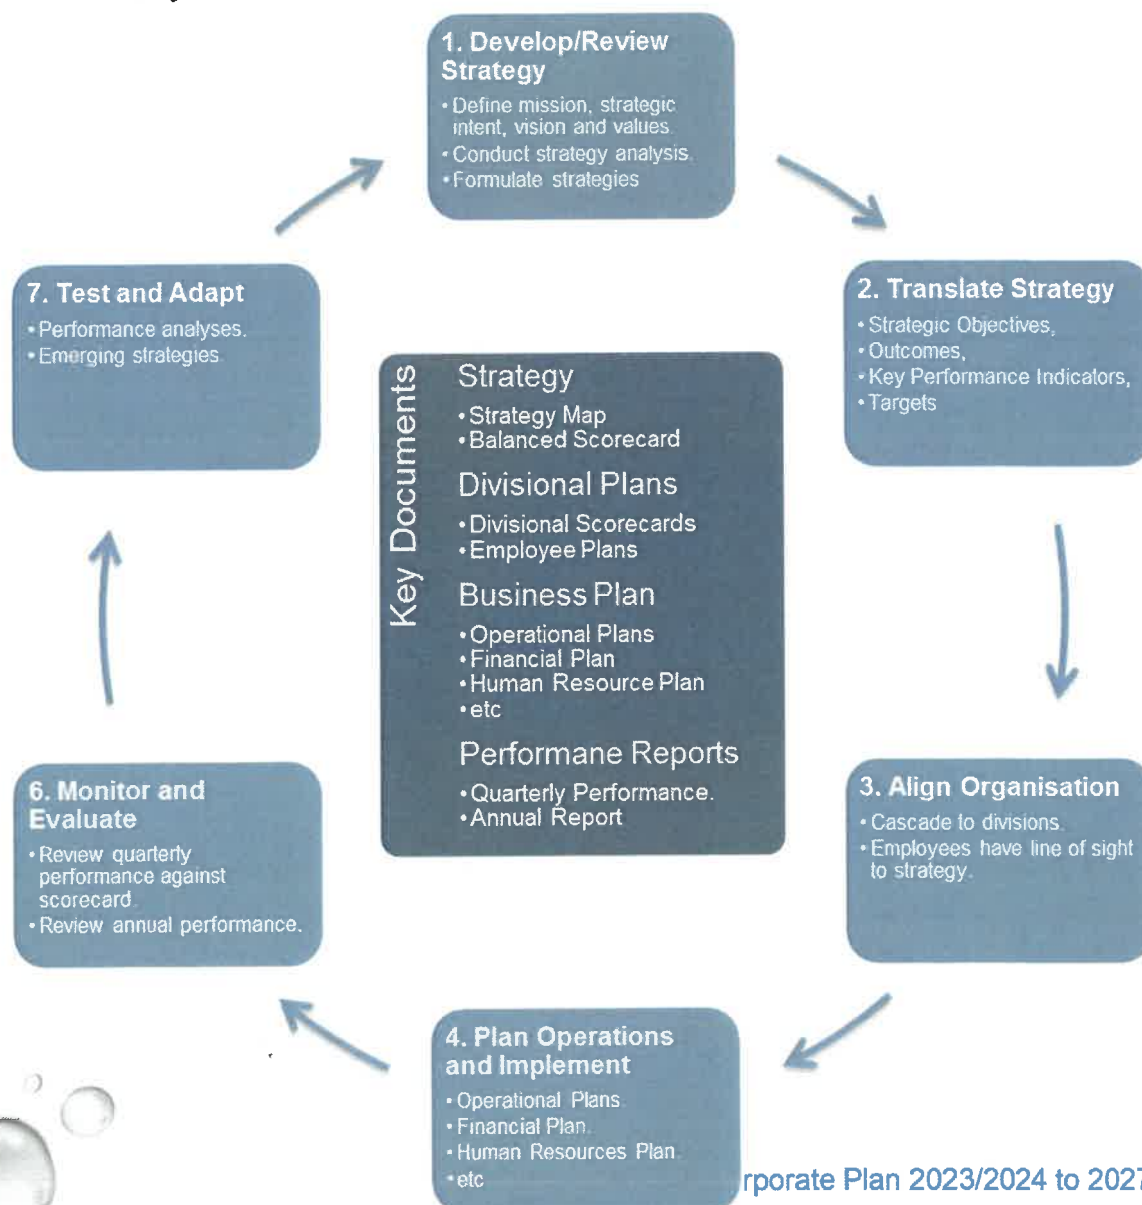 1. Develop/Review
Strategy
• Define mission, strategic
intent, vision and values.
• Conduct strategy analysis.
• Formulate strategies
7. Test and Adapt
• Performance analyses.
• Emerging strategies
2. Translate Strategy
• Strategic Objectives,
• Outcomes,
• Key Performance Indicators,
• Targets
Key Documents
Strategy
• Strategy Map
• Balanced Scorecard
Divisional Plans
• Divisional Scorecards
• Employee Plans
Business Plan
• Operational Plans
• Financial Plan
• Human Resource Plan
• etc
Performane Reports
• Quarterly Performance.
• Annual Report
6. Monitor and
Evaluate
• Review quarterly
performance against
scorecard.
• Review annual performance.
3. Align Organisation
• Cascade to divisions.
• Employees have line of sight
to strategy.
4. Plan Operations
and Implement
• Operational Plans
• Financial Plan.
• Human Resources Plan
• etc
rporate Plan 2023/2024 to 2027